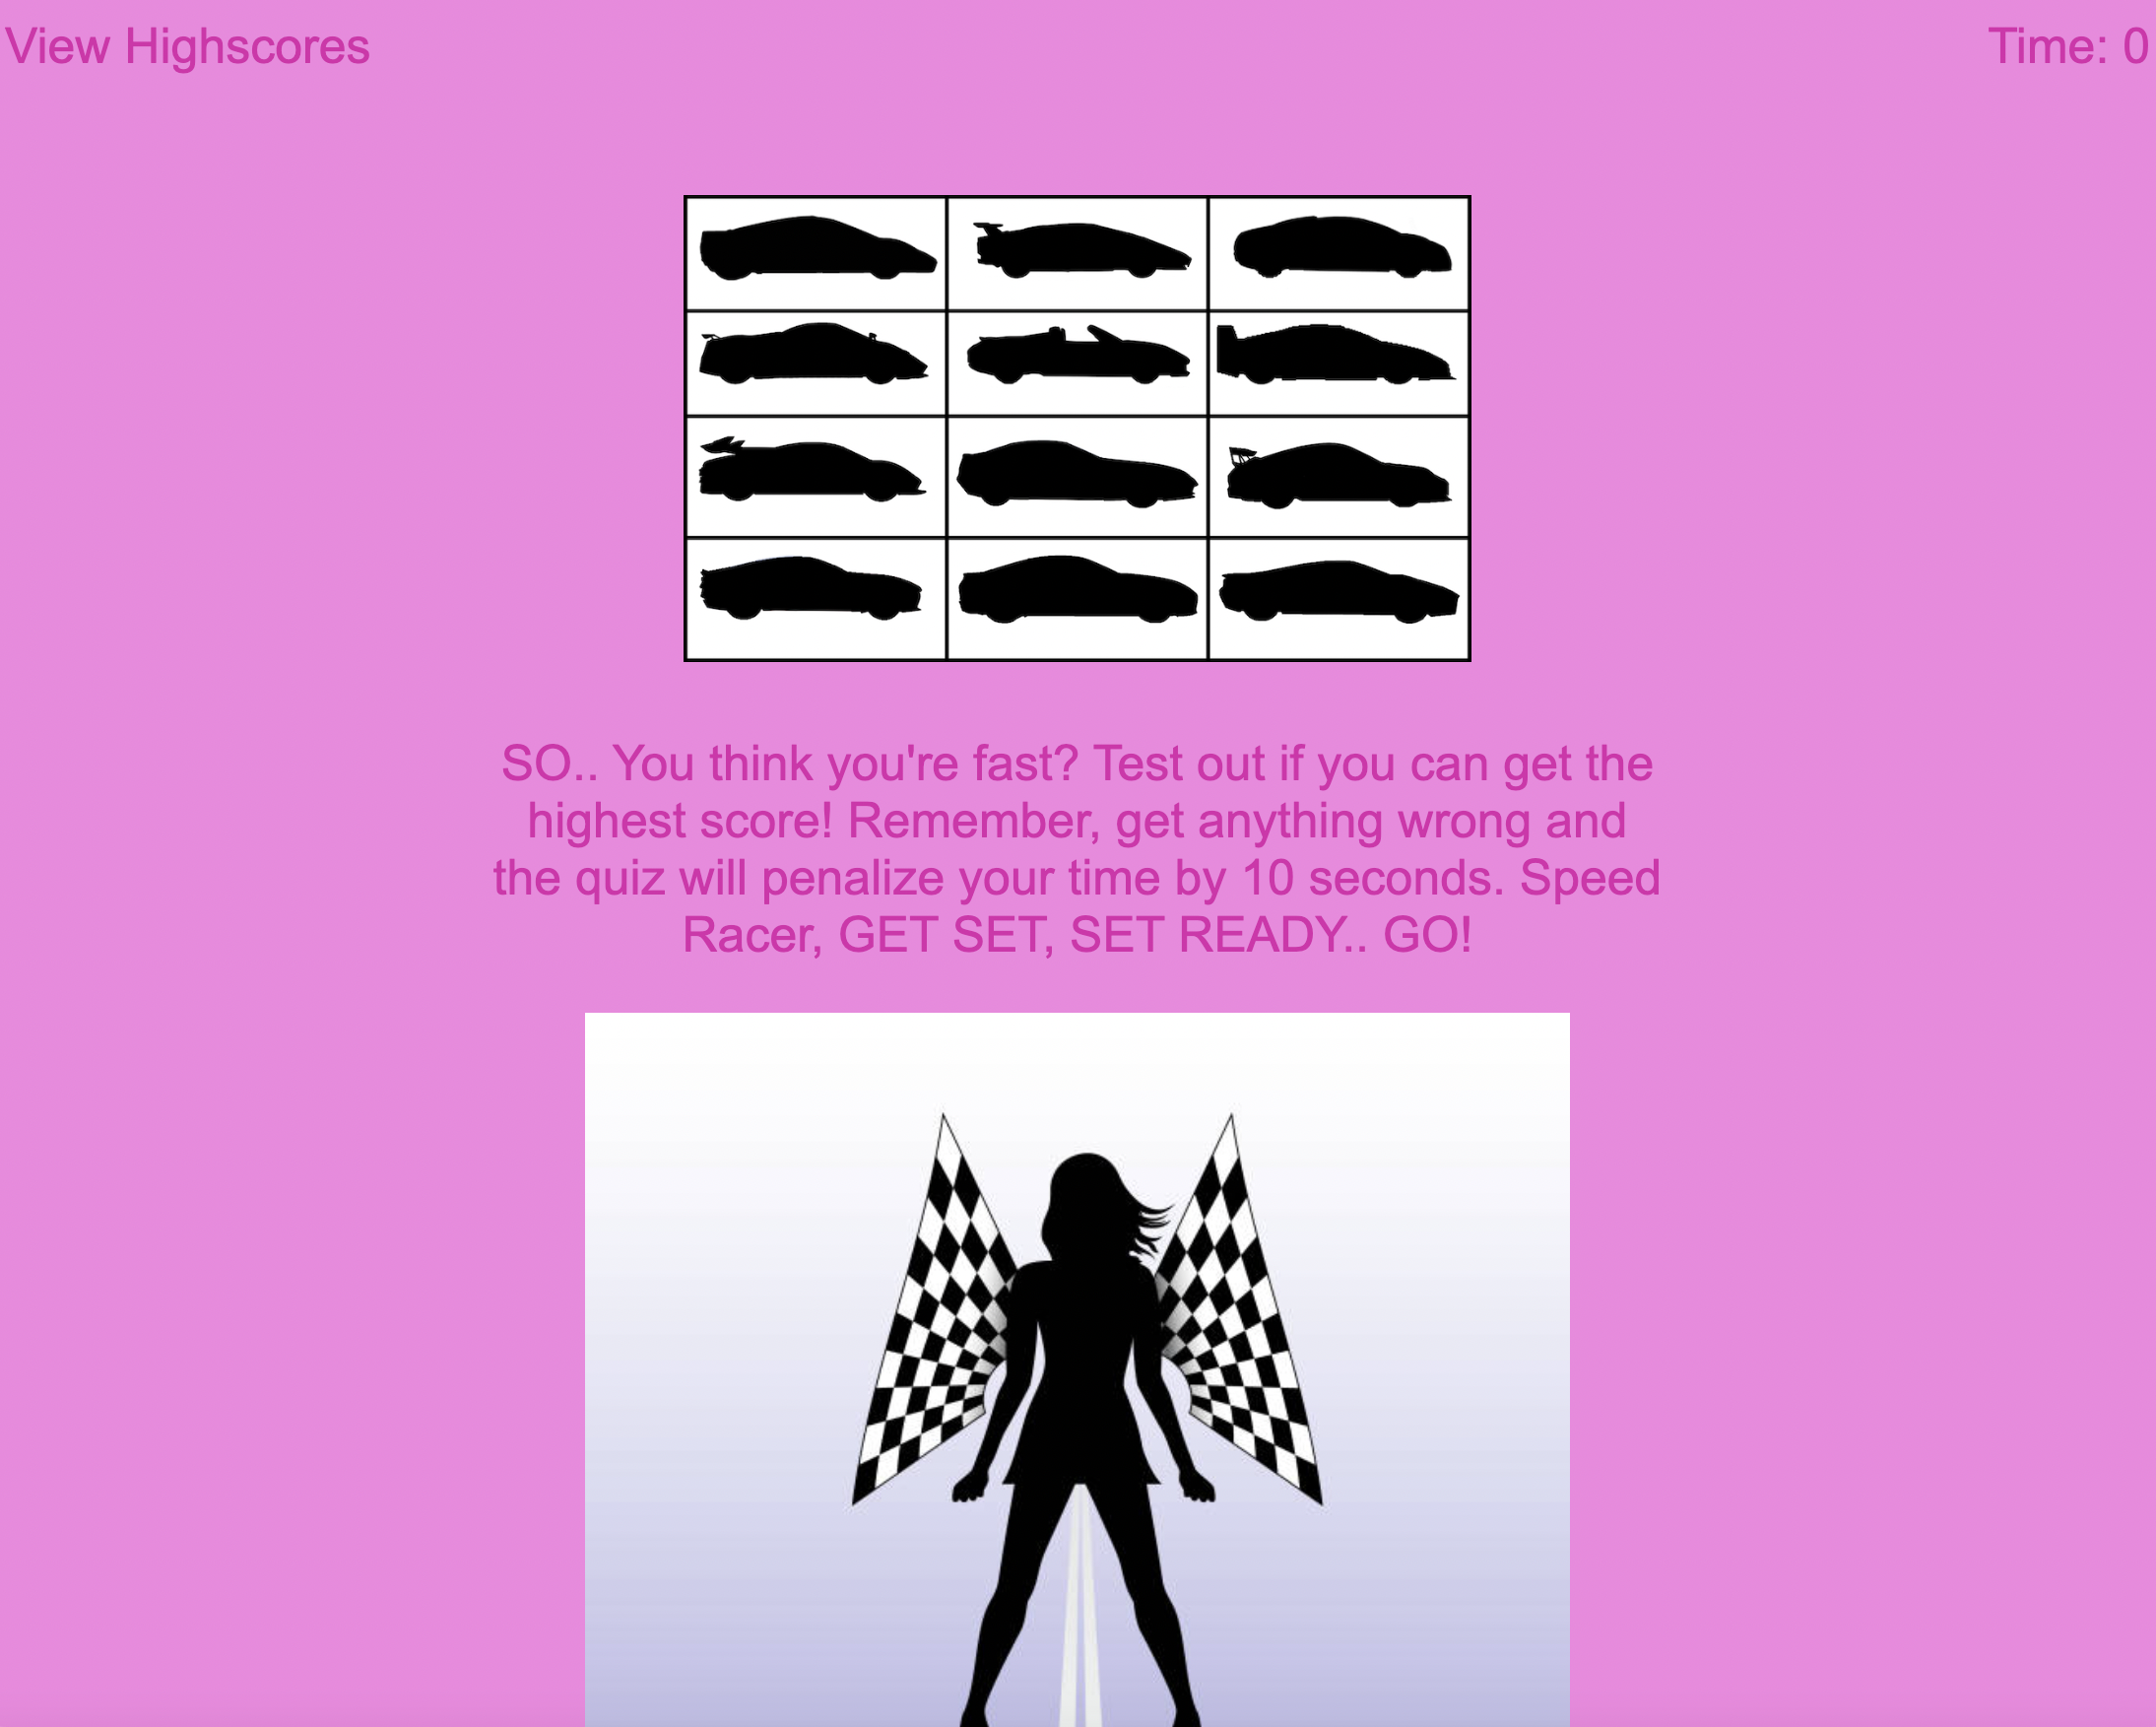 View Highscores
Time: 0
SO.. You think you're fast? Test out if you can get the
highest score! Remember, get anything wrong and
the quiz will penalize your time by 10 seconds. Speed
Racer, GET SET, SET READY.. GO!